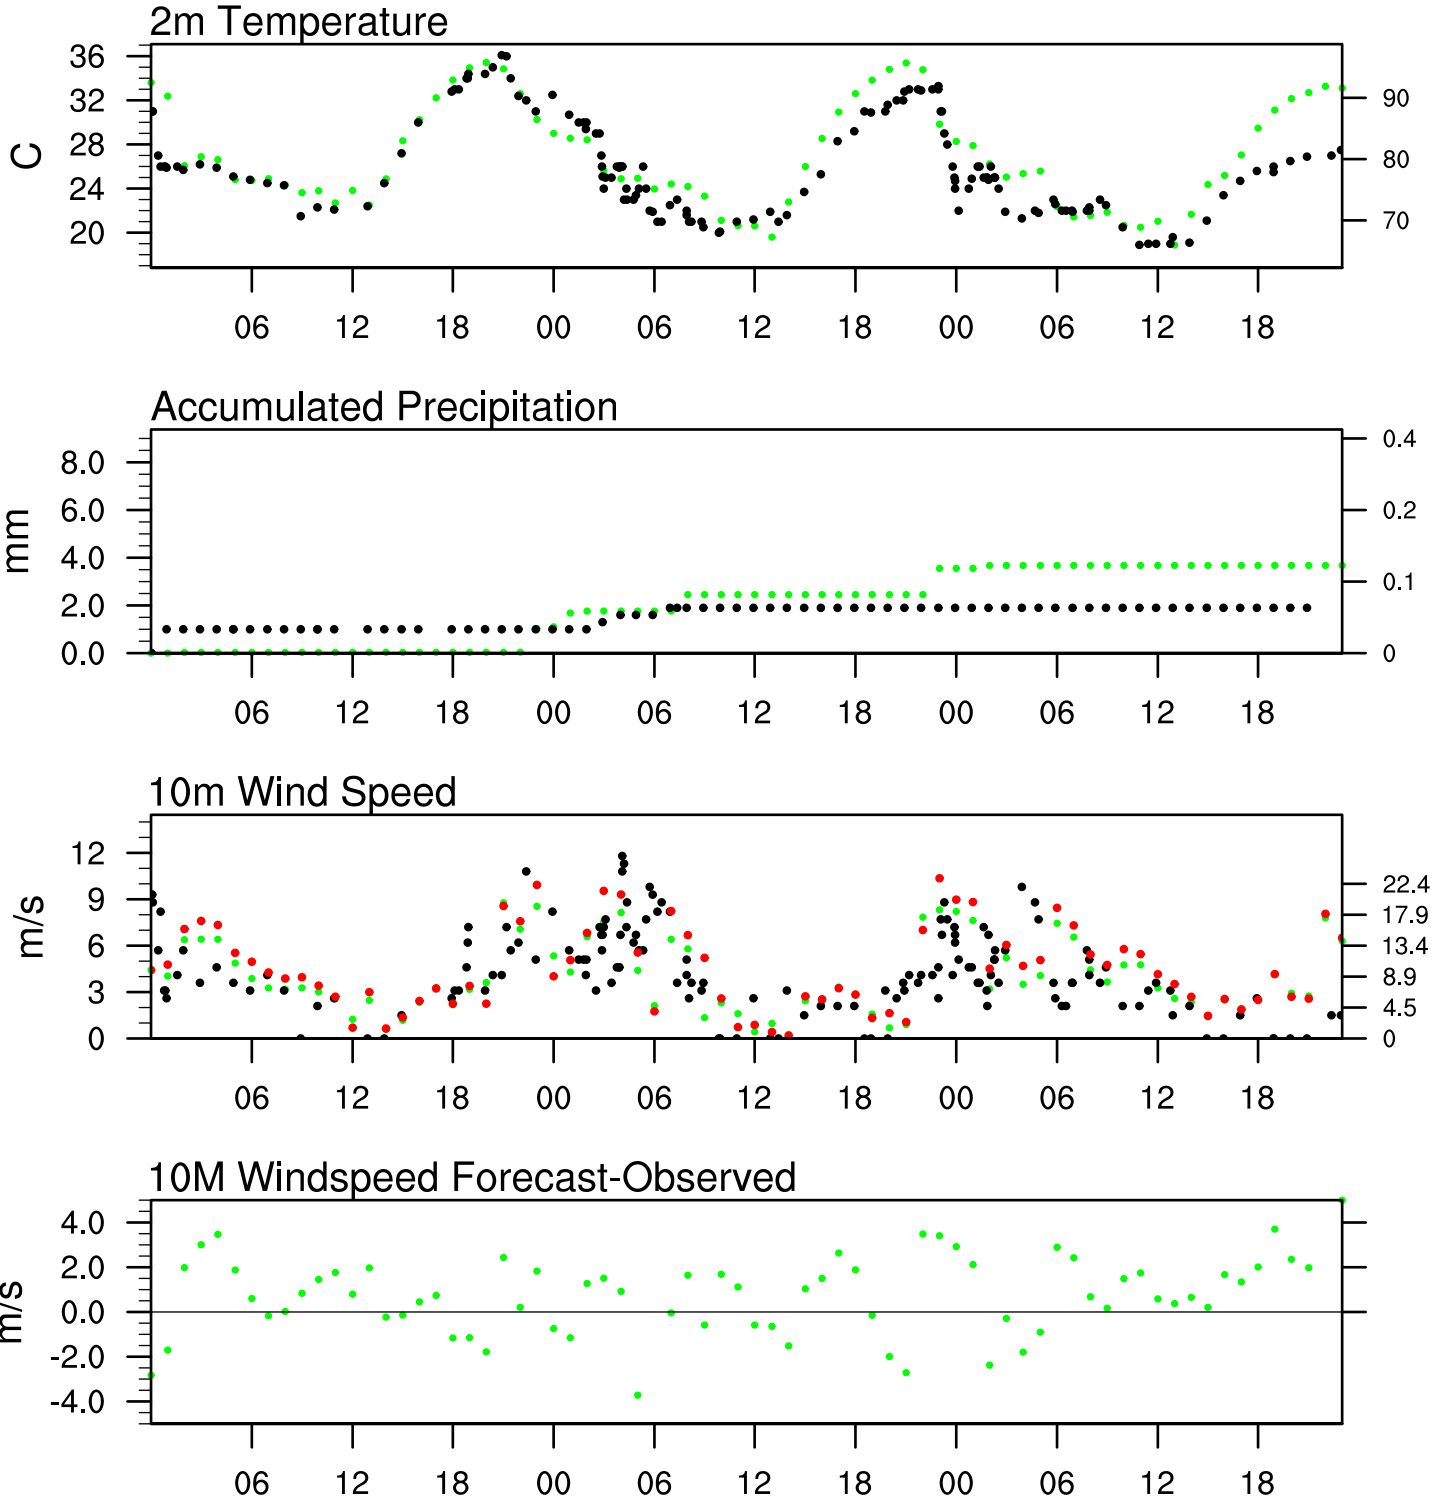 2m Temperature
C
36
32
28
24
20
90
80
70
06 12 18 00 06 12 18 00 06 12 18
Accumulated Precipitation
mm
8.0
6.0
4.0
2.0
0.0
0.4
0.2
0.1
0
06 12 18 00 06 12 18 00 06 12 18
10m Wind Speed
m/s
12
9
6
3
0
22.4
17.9
13.4
8.9
4.5
0
06 12 18 00 06 12 18 00 06 12 18
10M Windspeed Forecast-Observed
m/s
4.0
2.0
0.0
-2.0
-4.0
06 12 18 00 06 12 18 00 06 12 18